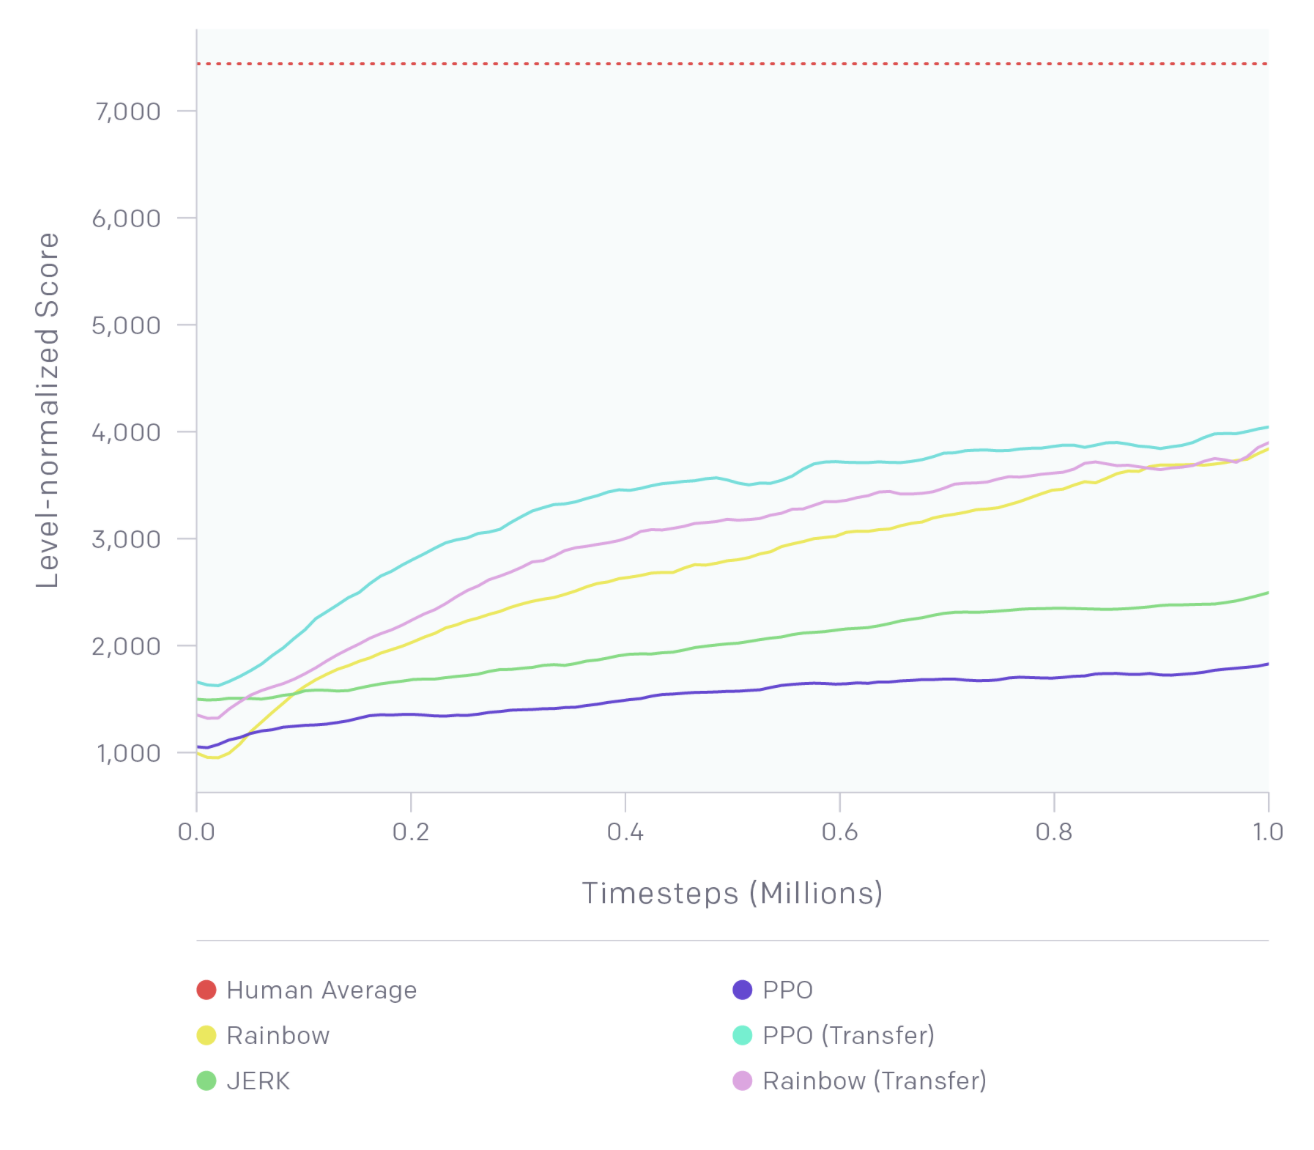 7,000
6,000
5,000
4,000
3,000
2,000
1,000
Level-normalized Score
0.0 0.2 0.4 0.6 0.8 1.0
Timesteps (Millions)
Human Average
Rainbow
JERK
PPO
PPO (Transfer)
Rainbow (Transfer)